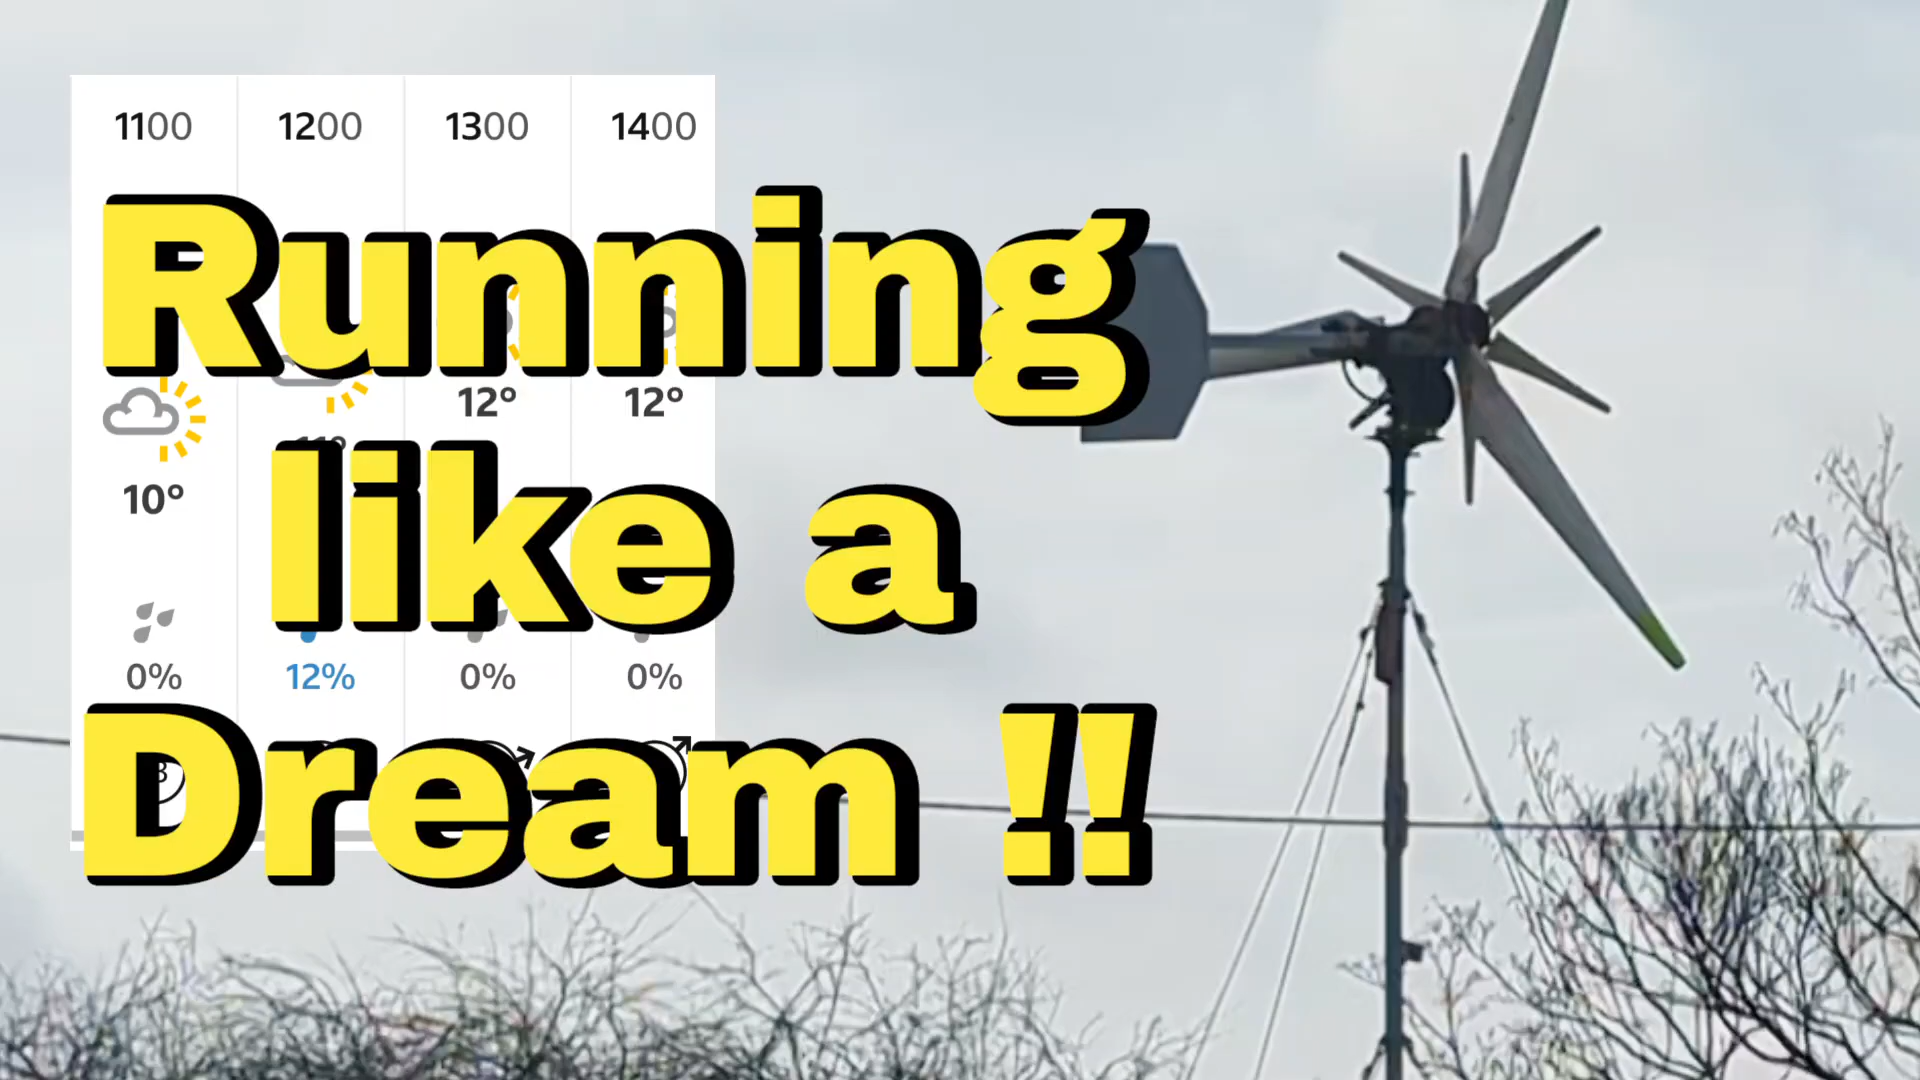 1100 1200 1300 1400
Running
12° 12°
10°
like a
0% 12% 0% 0%
Dream !!